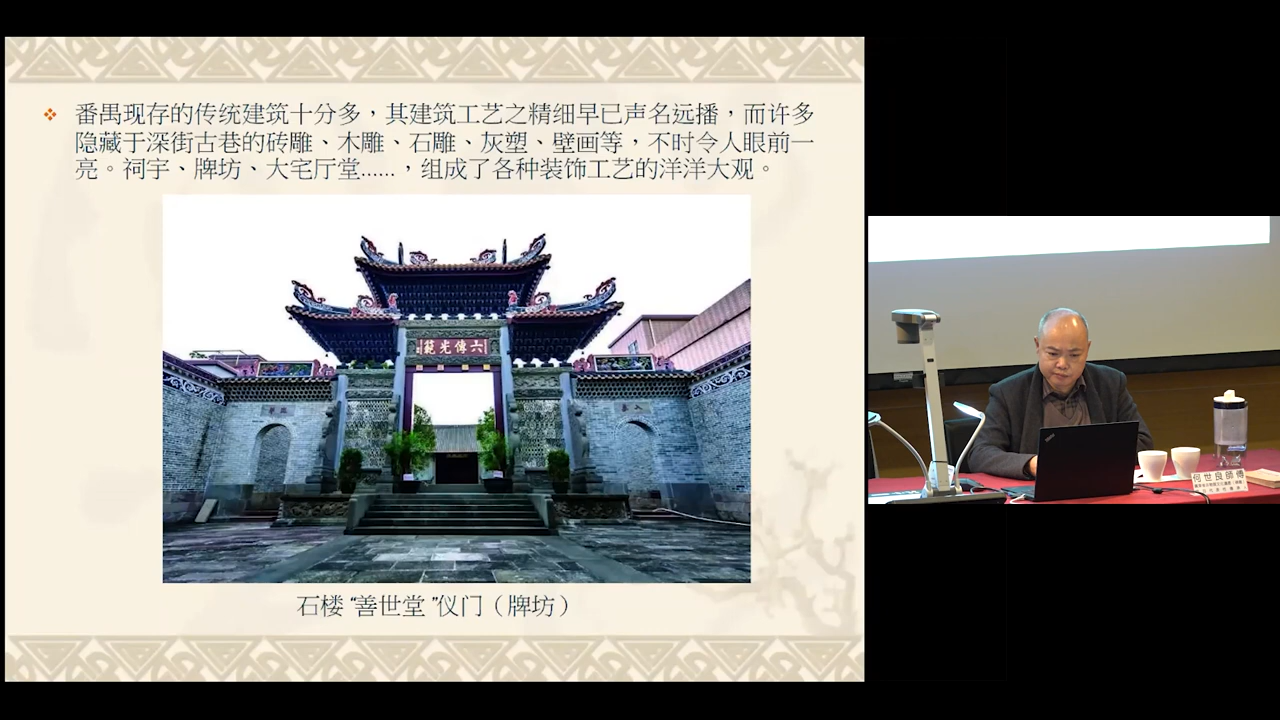 番禺现存的传统建筑十分多，其建筑工艺之精细早已声名远播，而许多
隐藏于深街古巷的砖雕、木雕、石雕、灰塑、壁画等，不时令人眼前一
亮。祠宇、牌坊、大宅厅堂......，组成了各种装饰工艺的洋洋大观。
範光傳六
石楼 “善世堂 ”仪门（牌坊）
何世良師傅